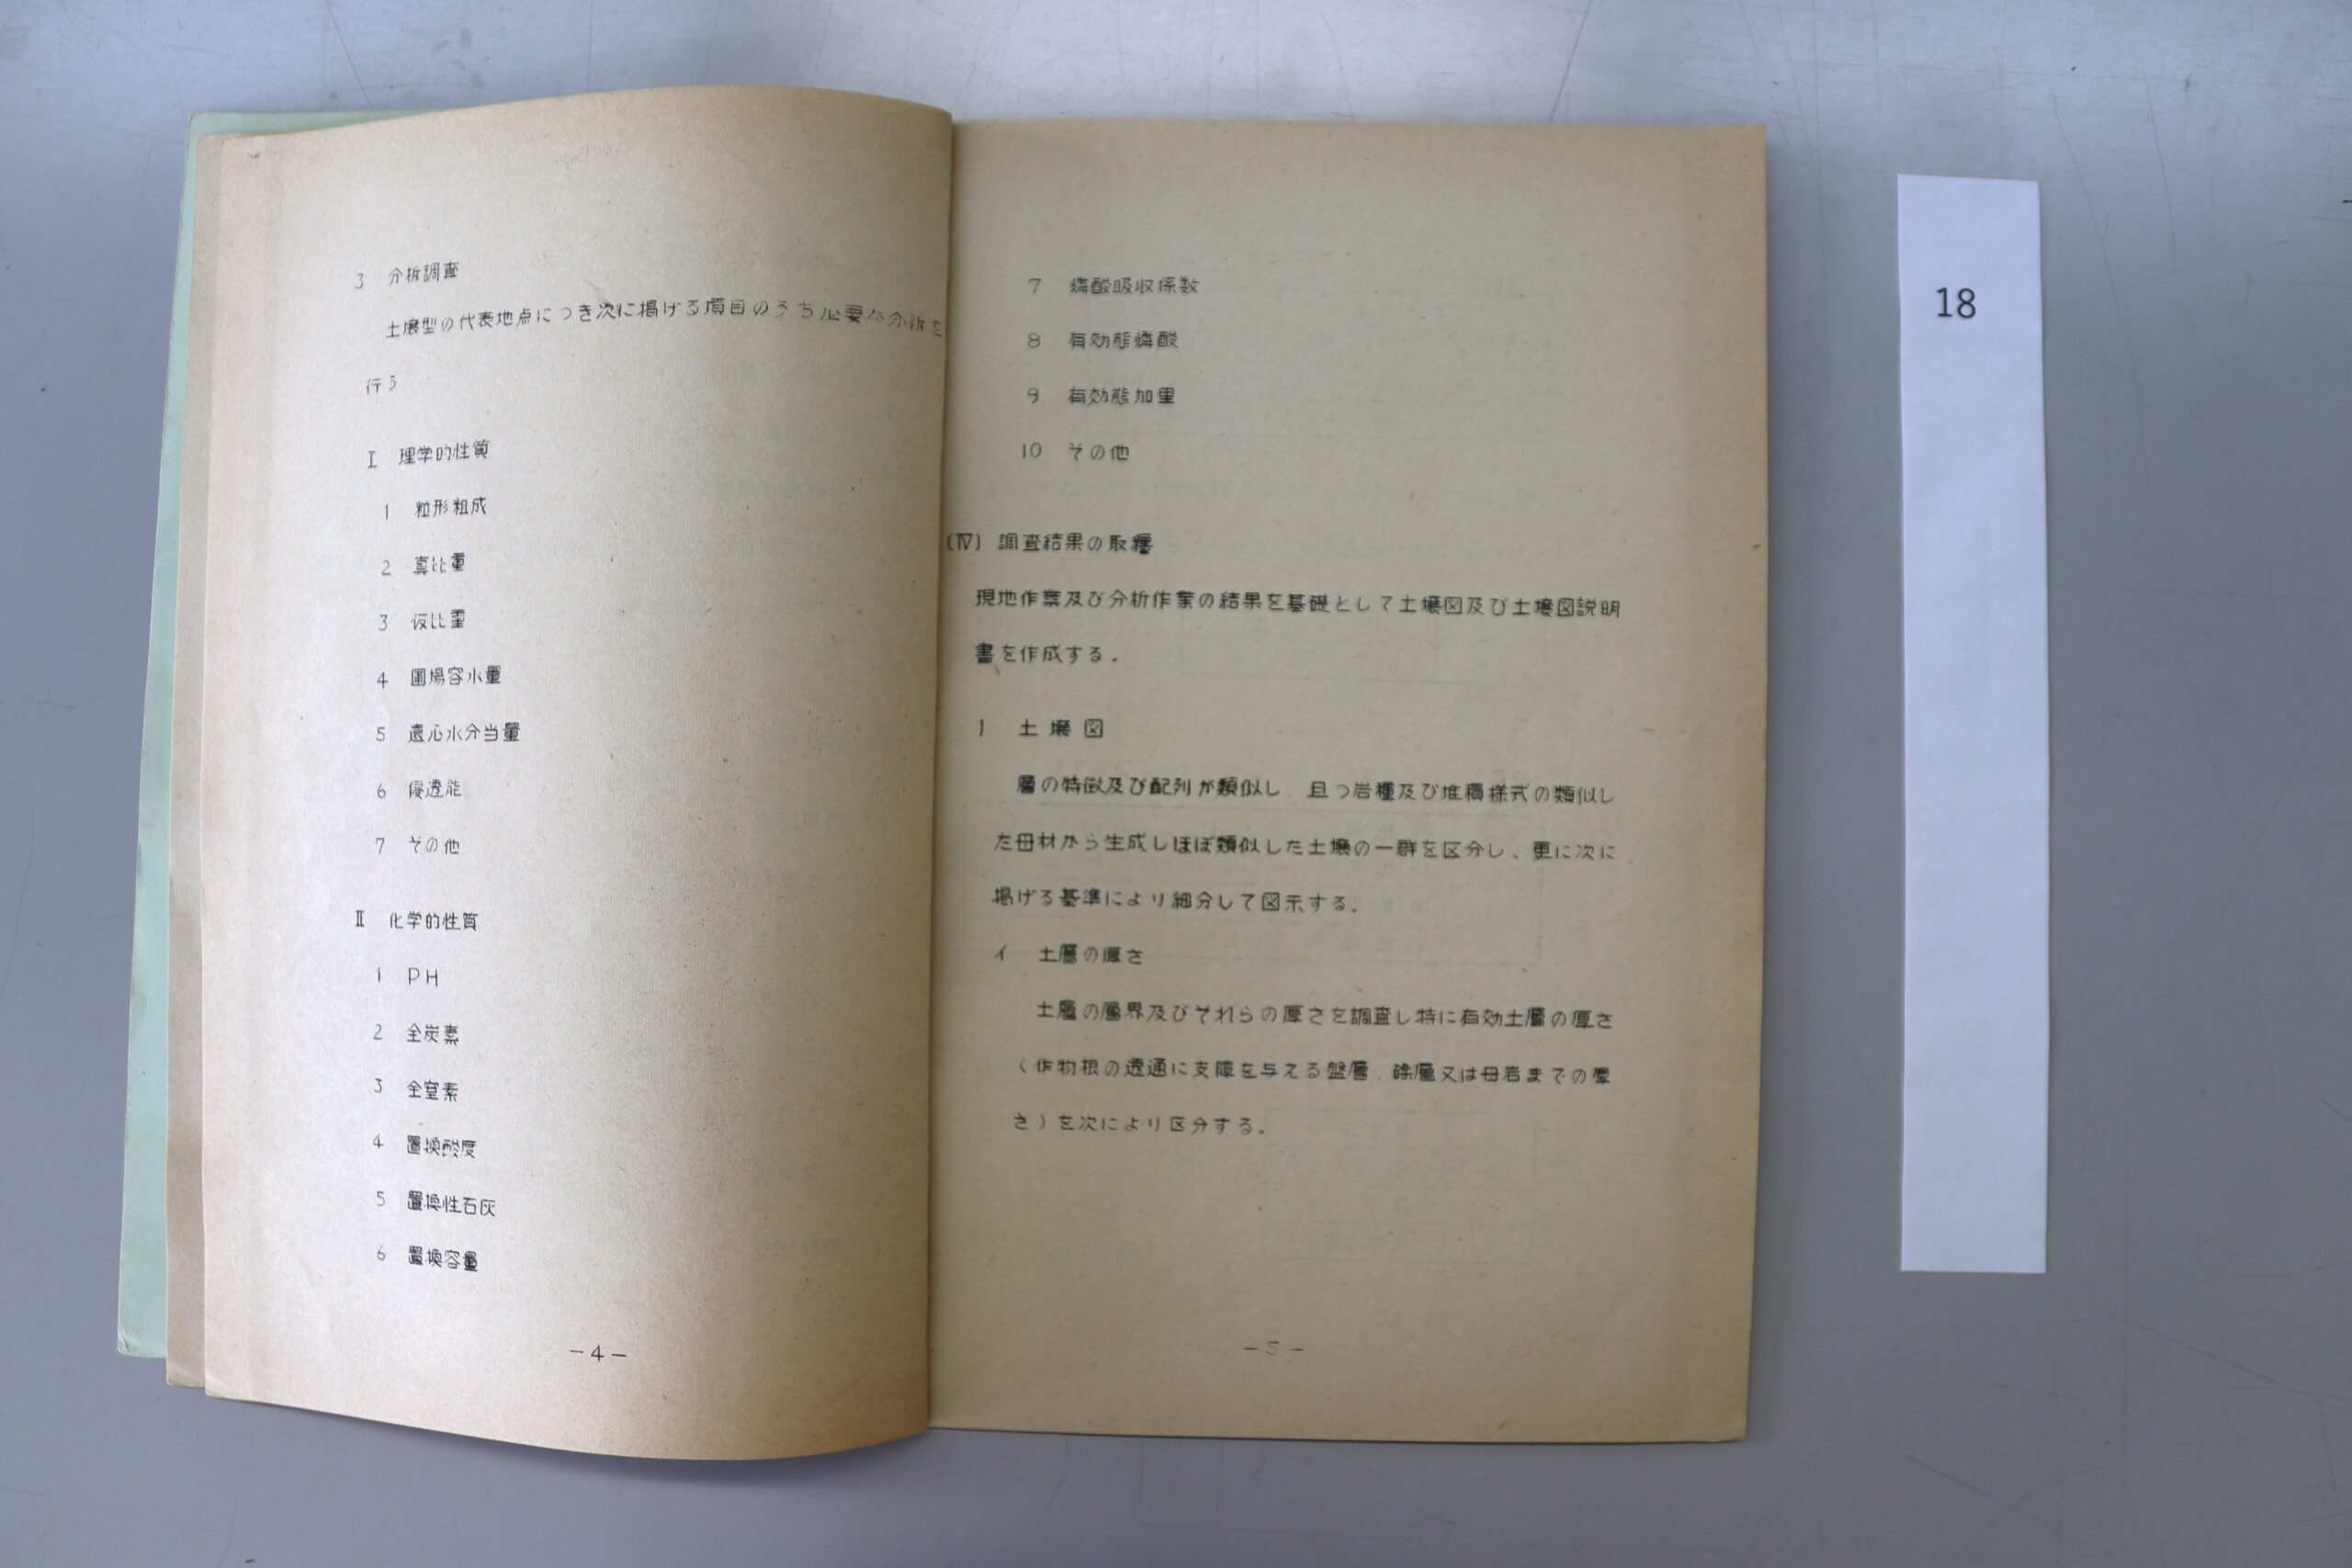 3 分析調査
土壌型の代表地点につき次に掲げる項目のうち必要な分析を
行う
I 理学的性質
1 粒形粗成
2 真比重
3 仮比重
4 圃場容水量
5 遠心水分当量
6 侵透能
7 その他
II 化学的性質
1 PH
2 全炭素
3 全窒素
4 置換酸度
5 置換性石灰
6 置換容量
-4-
7 燐酸吸収係数
8 有効態燐酸
9 有効態加里
10 その他
(IV) 調査結果の取纒
現地作業及び分析作業の結果を基礎として土壌図及び土壌図説明
書を作成する。
1 土壌図
層の特徴及び配列が類似し、且つ岩種及び堆積様式の類似し
た母材から生成しほぼ類似した土壌の一群を区分し、更に次に
掲げる基準により細分して図示する。
イ 土層の厚さ
土層の層界及びそれらの厚さを調査し特に有効土層の厚さ
(作物根の透通に支障を与える盤層、礫層又は母岩までの厚
さ)を次により区分する。
-5-
18